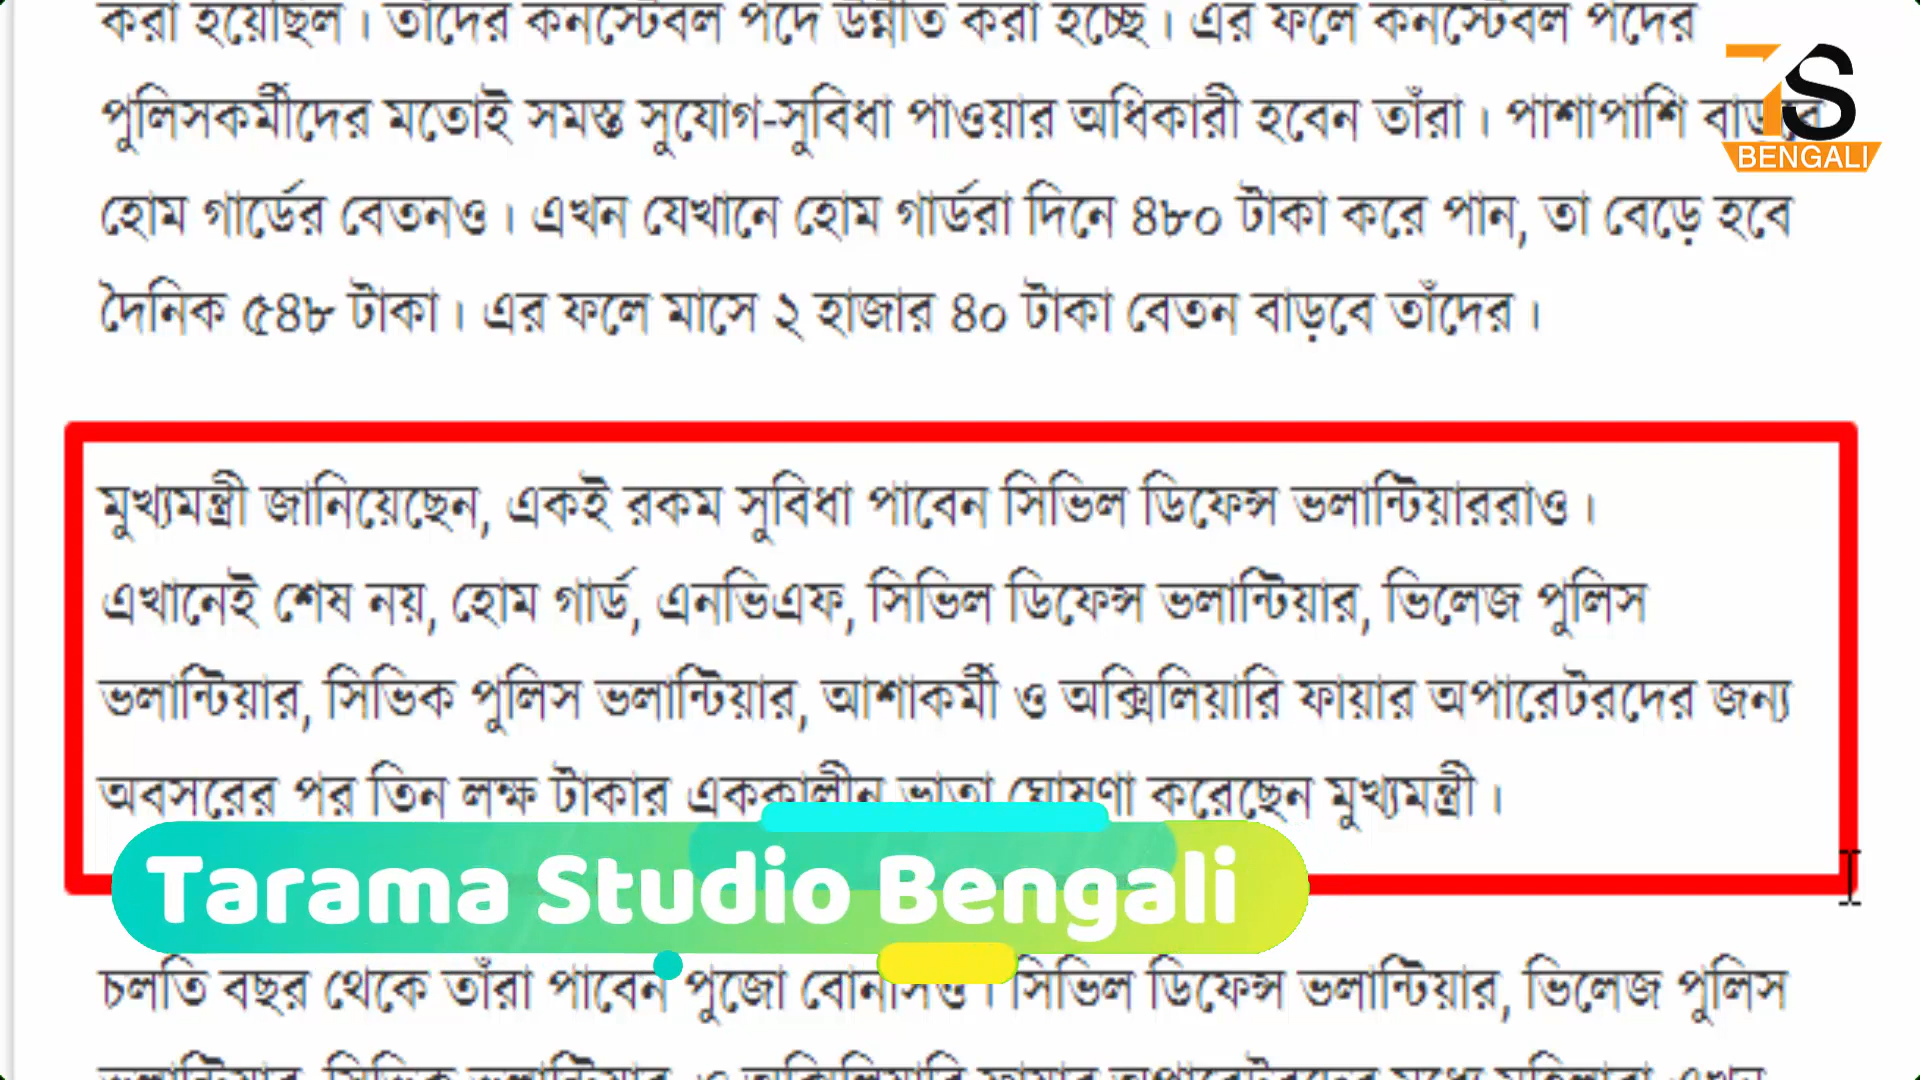 করা হয়েছিল। তাঁদের কনস্টেবল পদে উন্নীত করা হচ্ছে। এর ফলে কনস্টেবল পদের
পুলিসকর্মীদের মতোই সমস্ত সুযোগ-সুবিধা পাওয়ার অধিকারী হবেন তাঁরা। পাশাপাশি
হোম গার্ডের বেতনও। এখন যেখানে হোম গার্ডরা দিনে ৪৮০ টাকা করে পান, তা বেড়ে হবে
দৈনিক ৫৪৮ টাকা। এর ফলে মাসে ২ হাজার ৪০ টাকা বেতন বাড়বে তাঁদের।
TS
BENGALI
মুখ্যমন্ত্রী জানিয়েছেন, একই রকম সুবিধা পাবেন সিভিল ডিফেন্স ভলান্টিয়াররাও।
এখানেই শেষ নয়, হোম গার্ড, এনভিএফ, সিভিল ডিফেন্স ভলান্টিয়ার, ভিলেজ পুলিস
ভলান্টিয়ার, সিভিক পুলিস ভলান্টিয়ার, আশাকর্মী ও অক্সিলিয়ারি ফায়ার অপারেটরদের জন্য
অবসরের পর তিন লক্ষ টাকার এককালীন ভাতা ঘোষণা করেছেন মুখ্যমন্ত্রী।
Tarama Studio Bengali
চলতি বছর থেকে তাঁরা পাবেন পুজো বোনাসও। সিভিল ডিফেন্স ভলান্টিয়ার, ভিলেজ পুলিস